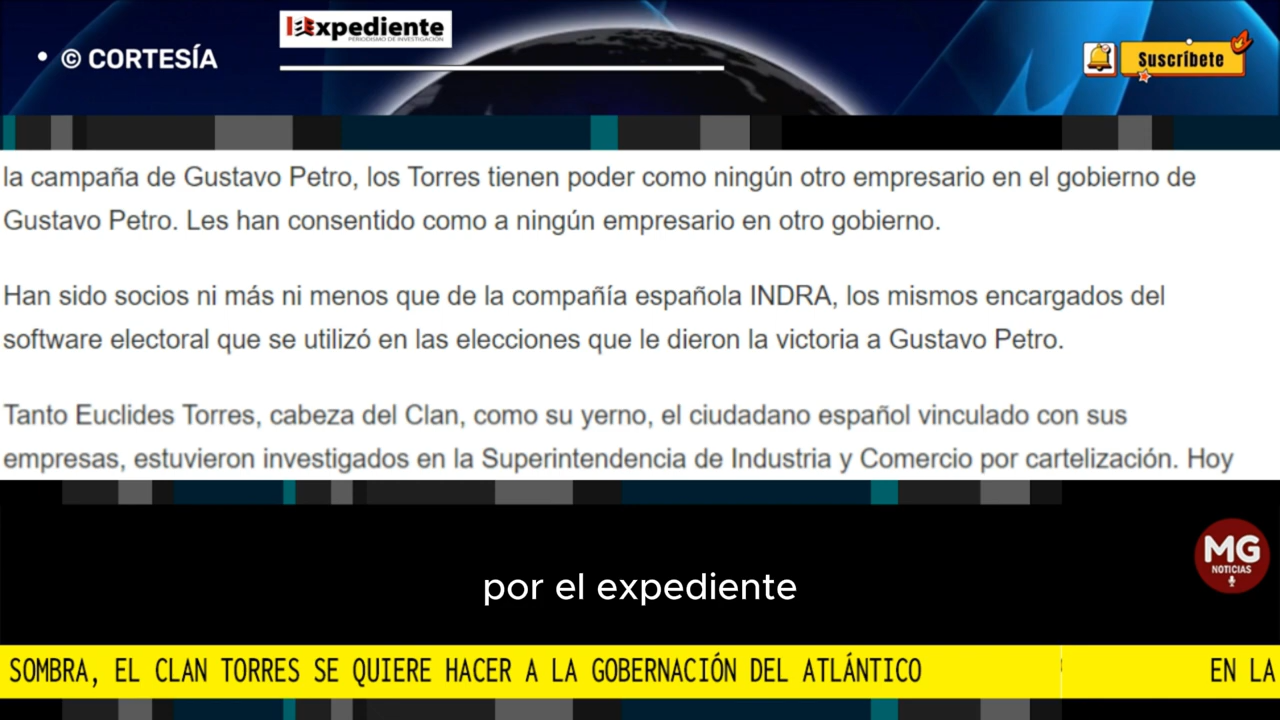 Expediente
PERIODISMO DE INVESTIGACIÓN
• © CORTESÍA
Suscríbete
la campaña de Gustavo Petro, los Torres tienen poder como ningún otro empresario en el gobierno de
Gustavo Petro. Les han consentido como a ningún empresario en otro gobierno.
Han sido socios ni más ni menos que de la compañía española INDRA, los mismos encargados del
software electoral que se utilizó en las elecciones que le dieron la victoria a Gustavo Petro.
Tanto Euclides Torres, cabeza del Clan, como su yerno, el ciudadano español vinculado con sus
empresas, estuvieron investigados en la Superintendencia de Industria y Comercio por cartelización. Hoy
MG
NOTICIAS
por el expediente
SOMBRA, EL CLAN TORRES SE QUIERE HACER A LA GOBERNACIÓN DEL ATLÁNTICO EN LA